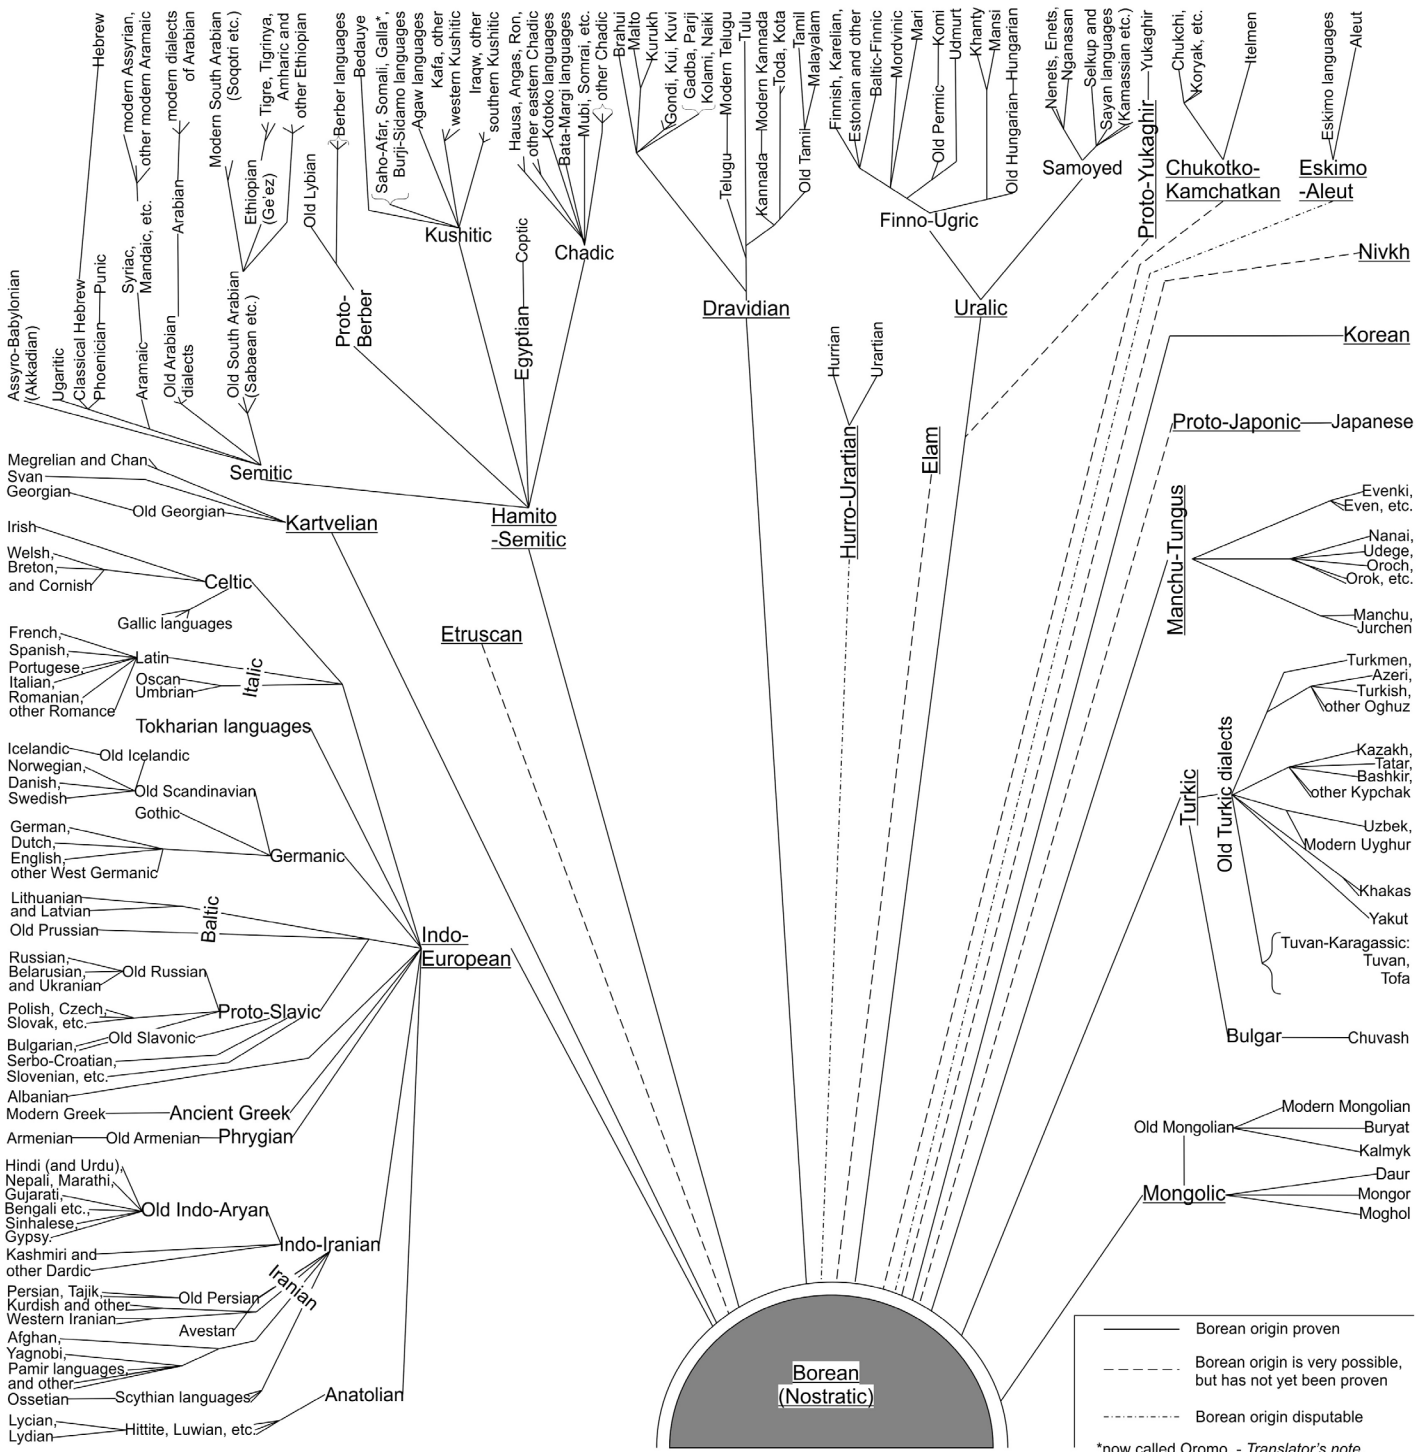 Hebrew
modern Assyrian,
other modern Aramaic
modern dialects
of Arabian
Modern South Arabian
(Soqotri etc.)
Tigre, Tigrinya,
Amharic and
other Ethiopian
Berber languages
Bedauye
Saho-Afar, Somali, Galla*,
Burji-Sidamo languages
Agaw languages
Kafa, other
western Kushitic
Iraqw, other
southern Kushitic
Hausa, Angas, Ron,
other eastern Chadic
Kotoko languages
Bata-Margi languages
Mubi, Somrai, etc.
other Chadic
Brahui
Malto
Kurukh
Gondi, Kui, Kuvi
Gadba, Parji
Kolami, Naiki
Modern Telugu
Tulu
Modern Kannada
Toda, Kota
Tamil
Malayalam
Finnish, Karelian,
Estonian and other
Baltic-Finnic
Mordvinic
Mari
Komi
Udmurt
Khanty
Mansi
Hungarian
Nenets, Enets,
Nganassan
Selkup and
Sayan languages
(Kamassian etc.)
Yukaghir
Chukchi,
Koryak, etc.
Itelmen
Eskimo languages
Aleut
Assyro-Babylonian
(Akkadian)
Ugaritic
Classical Hebrew
Phoenician
Punic
Syriac,
Mandaic, etc.
Aramaic
Arabian
Old Arabian
dialects
Ethiopian
(Ge'ez)
Old South Arabian
(Sabaean etc.)
Old Lybian
Proto-
Berber
Kushitic
Coptic
Egyptian
Chadic
Telugu
Kannada
Old Tamil
Old Permic
Old Hungarian
Finno-Ugric
Samoyed
Proto-Yukaghir
Chukotko-
Kamchatkan
Eskimo
-Aleut
Nivkh
Dravidian
Uralic
Hurrian
Urartian
Korean
Hurro-Urartian
Elam
Proto-Japonic
Japanese
Semitic
Hamito
-Semitic
Megrelian and Chan
Svan
Georgian
Old Georgian
Kartvelian
Irish
Welsh,
Breton,
and Cornish
Celtic
Gallic languages
Etruscan
French,
Spanish,
Portugese,
Italian,
Romanian,
other Romance
Latin
Oscan
Umbrian
Italic
Tokharian languages
Icelandic
Old Icelandic
Norwegian,
Danish,
Swedish
Old Scandinavian
Gothic
German,
Dutch,
English,
other West Germanic
Germanic
Lithuanian
and Latvian
Old Prussian
Baltic
Indo-
European
Russian,
Belarusian,
and Ukranian
Old Russian
Polish, Czech,
Slovak, etc.
Proto-Slavic
Bulgarian,
Old Slavonic
Serbo-Croatian,
Slovenian, etc.
Albanian
Modern Greek
Ancient Greek
Armenian
Old Armenian
Phrygian
Hindi (and Urdu),
Nepali, Marathi,
Gujarati,
Bengali etc.,
Sinhalese,
Gypsy.
Old Indo-Aryan
Kashmiri and
other Dardic
Indo-Iranian
Iranian
Persian, Tajik,
Kurdish and other
Western Iranian
Old Persian
Avestan
Afghan,
Yagnobi,
Pamir languages,
and other
Ossetian
Scythian languages
Anatolian
Lycian,
Lydian
Hittite, Luwian, etc.
Manchu-Tungus
Evenki,
Even, etc.
Nanai,
Udege,
Oroch,
Orok, etc.
Manchu,
Jurchen
Turkic
Old Turkic dialects
Turkmen,
Azeri,
Turkish,
other Oghuz
Kazakh,
Tatar,
Bashkir,
other Kypchak
Uzbek,
Modern Uyghur
Khakas
Yakut
Tuvan-Karagassic:
Tuvan,
Tofa
Bulgar
Chuvash
Modern Mongolian
Old Mongolian
Buryat
Kalmyk
Mongolic
Daur
Mongor
Moghol
Borean
(Nostratic)
Borean origin proven
Borean origin is very possible,
but has not yet been proven
Borean origin disputable
*now called Oromo. - Translator's note